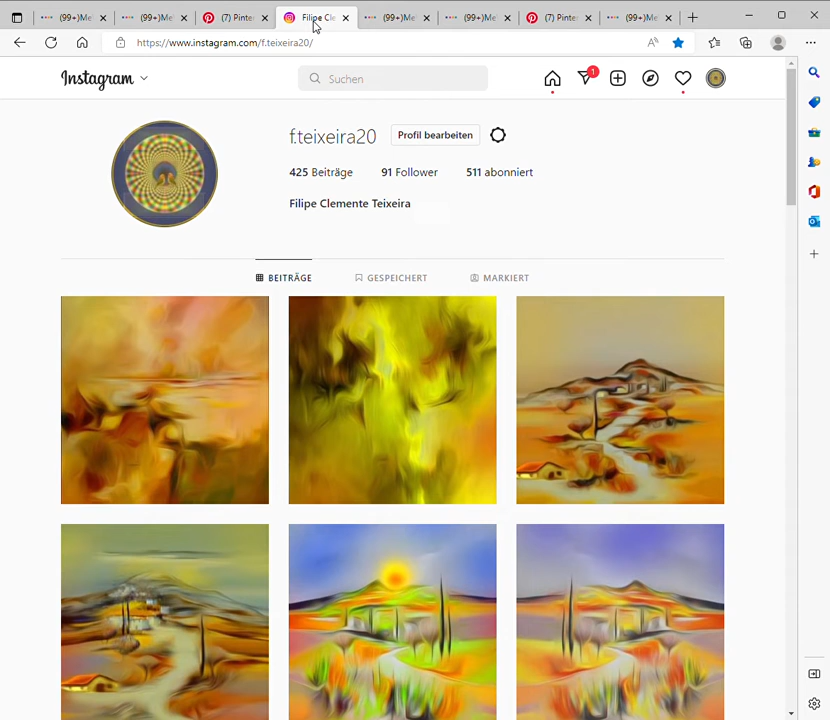 (99+)Me
(99+)Me
(7) Pinte
Filipe Cle
(99+)Me
(99+)Me
(7) Pinte
(99+)Me
https://www.instagram.com/f.teixeira20/
Instagram
Suchen
1
f.teixeira20
Profil bearbeiten
425 Beiträge 91 Follower 511 abonniert
Filipe Clemente Teixeira
BEITRÄGE GESPEICHERT MARKIERT